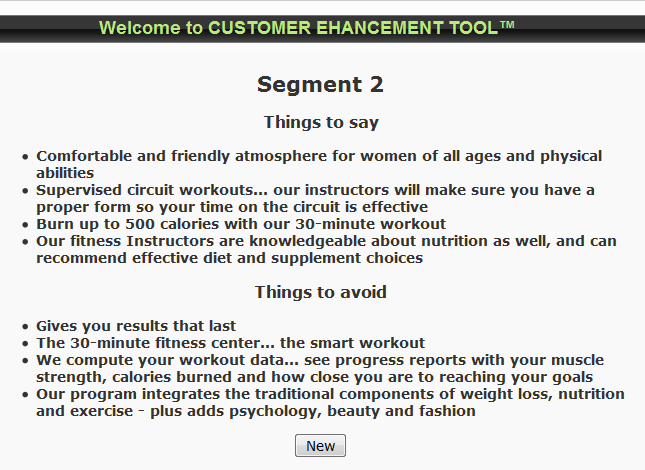 Welcome to CUSTOMER EHANCEMENT TOOL™
Segment 2
Things to say
• Comfortable and friendly atmosphere for women of all ages and physical
abilities
• Supervised circuit workouts... our instructors will make sure you have a
proper form so your time on the circuit is effective
• Burn up to 500 calories with our 30-minute workout
• Our fitness Instructors are knowledgeable about nutrition as well, and can
recommend effective diet and supplement choices
Things to avoid
• Gives you results that last
• The 30-minute fitness center... the smart workout
• We compute your workout data... see progress reports with your muscle
strength, calories burned and how close you are to reaching your goals
• Our program integrates the traditional components of weight loss, nutrition
and exercise - plus adds psychology, beauty and fashion
New